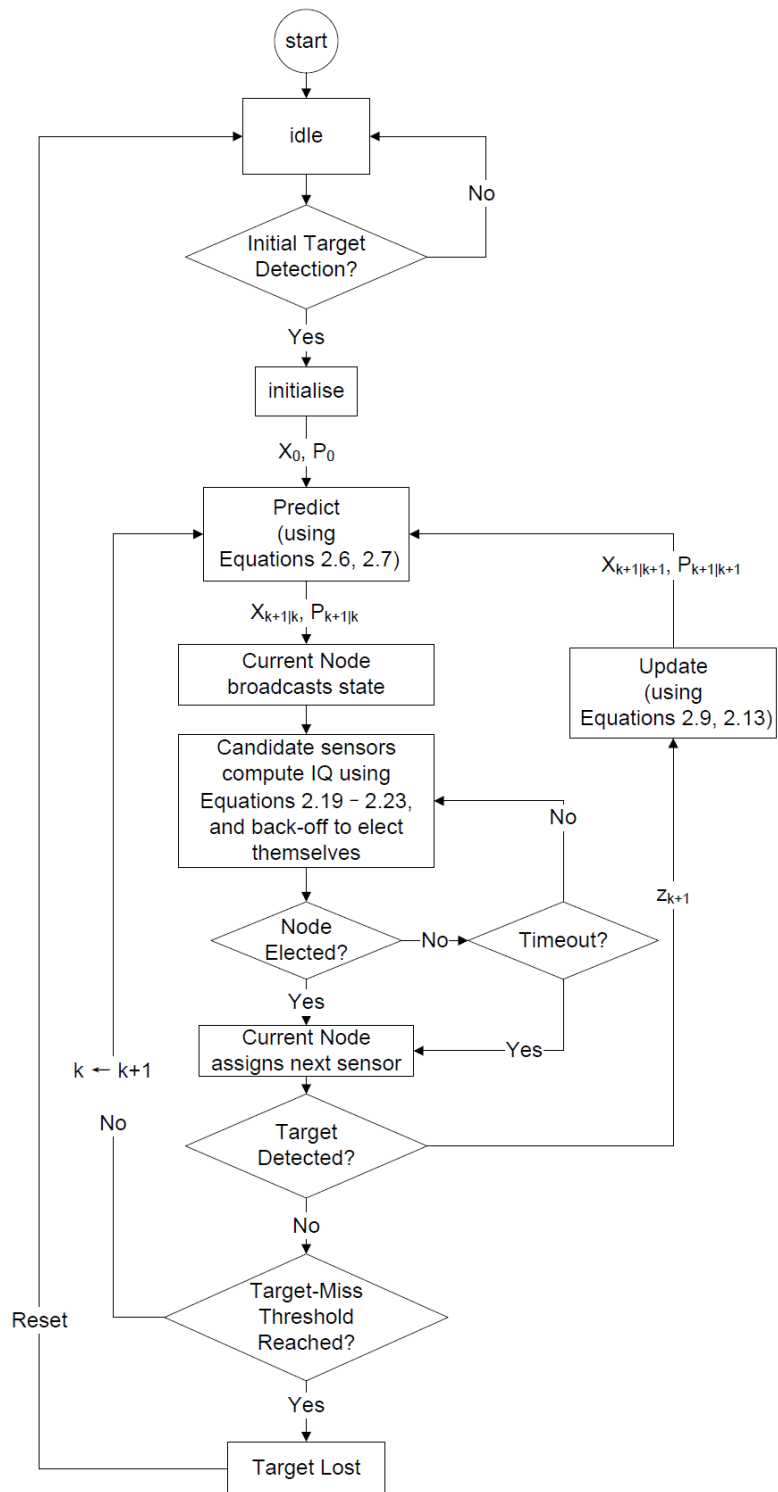 start
idle
No
Initial Target
Detection?
Yes
initialise
X₀, P₀
Predict
(using
Equations 2.6, 2.7)
Xₖ₊₁|ₖ₊₁, Pₖ₊₁|ₖ₊₁
Xₖ₊₁|ₖ, Pₖ₊₁|ₖ
Current Node
broadcasts state
Update
(using
Equations 2.9, 2.13)
Candidate sensors
compute IQ using
Equations 2.19 – 2.23,
and back-off to elect
themselves
No
zₖ₊₁
Node
Elected?
No
Timeout?
Yes
Current Node
assigns next sensor
Yes
k ← k+1
Target
Detected?
No
No
Target-Miss
Threshold
Reached?
Reset
Yes
Target Lost